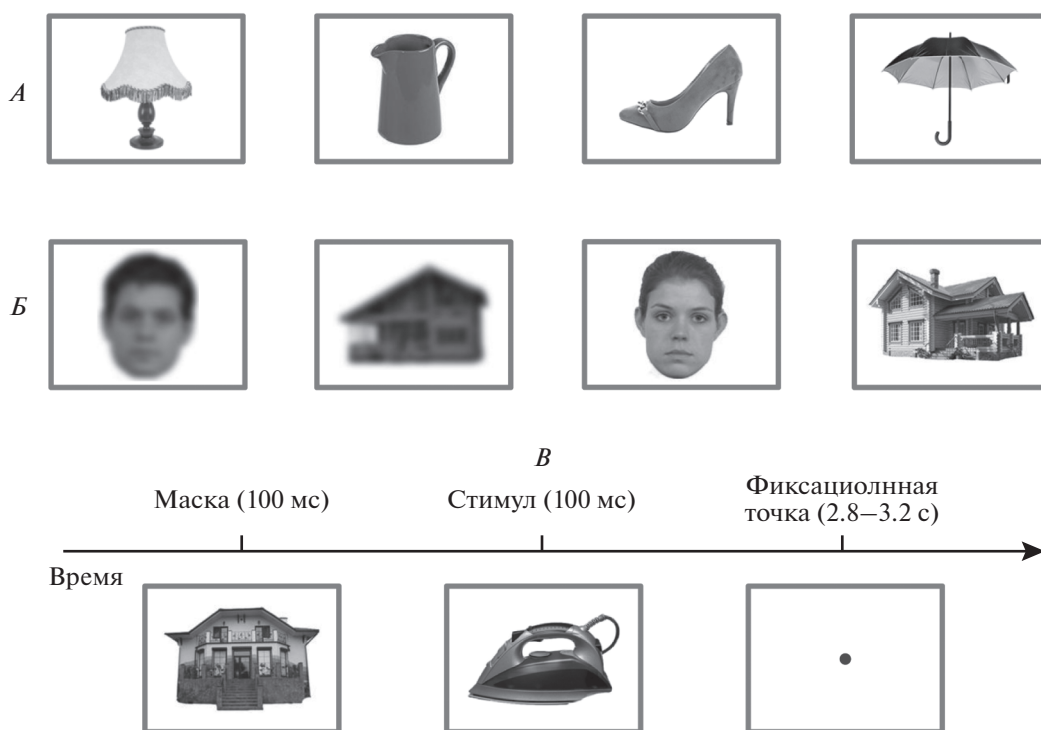 А
Б
В
Маска (100 мс)
Стимул (100 мс)
Фиксациолнная
точка (2.8–3.2 с)
Время